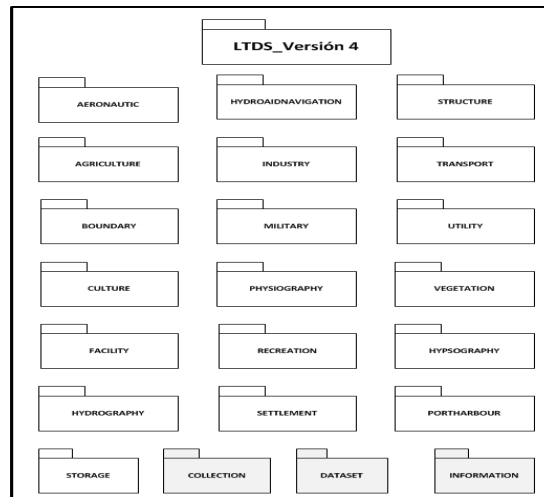 LTDS_Versión 4
AERONAUTIC
HYDROAIDNAVIGATION
STRUCTURE
AGRICULTURE
INDUSTRY
TRANSPORT
BOUNDARY
MILITARY
UTILITY
CULTURE
PHYSIOGRAPHY
VEGETATION
FACILITY
RECREATION
HYPSOGRAPHY
HYDROGRAPHY
SETTLEMENT
PORTHARBOUR
STORAGE
COLLECTION
DATASET
INFORMATION